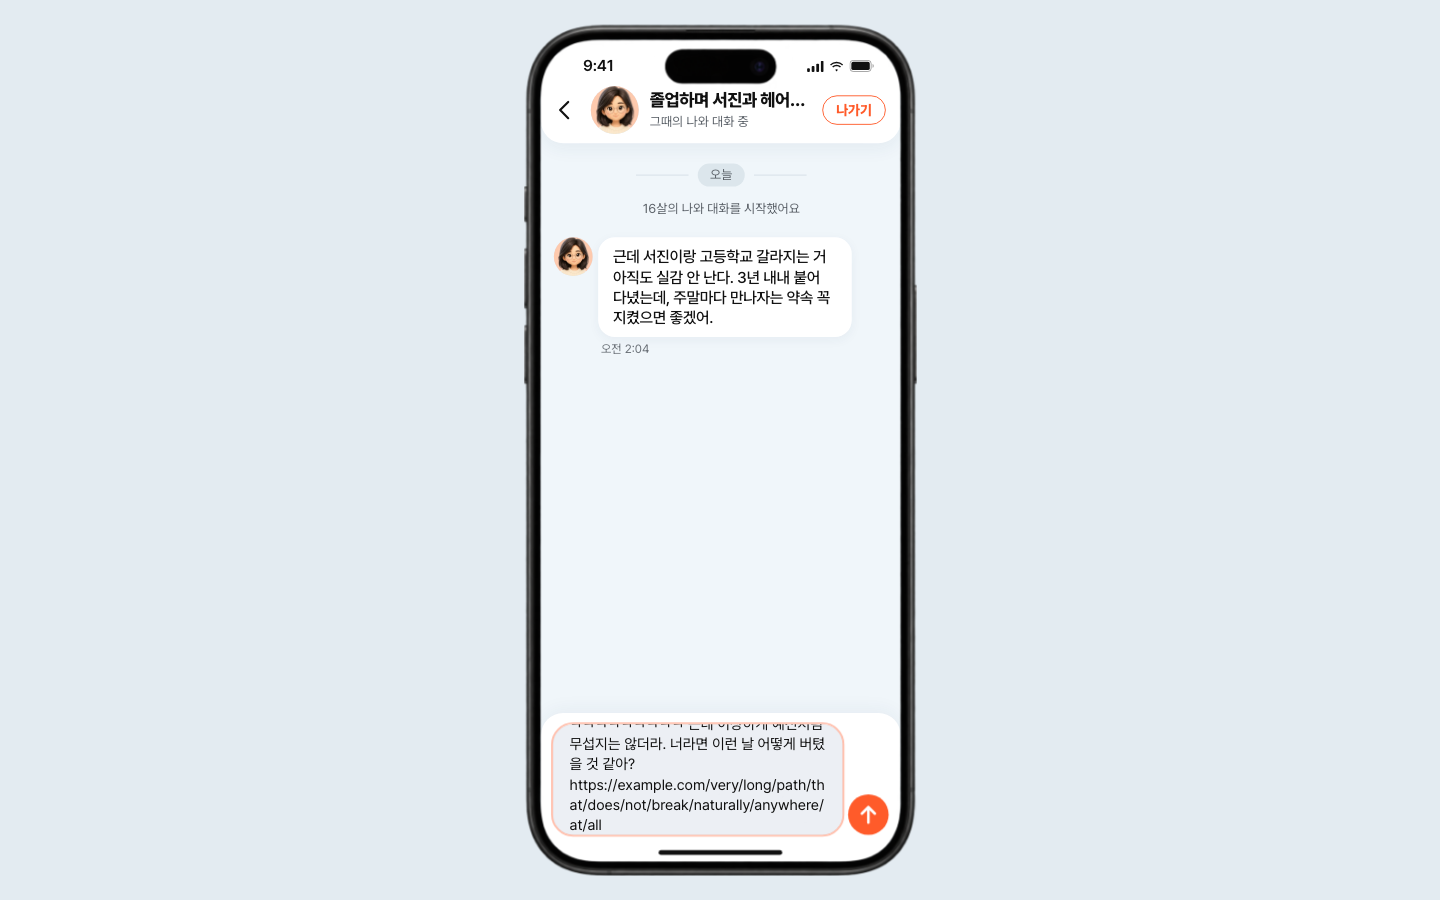 9:41
졸업하며 서진과 헤어...
그때의 나와 대화 중
나가기
오늘
16살의 나와 대화를 시작했어요
근데 서진이랑 고등학교 갈라지는 거
아직도 실감 안 난다. 3년 내내 붙어
다녔는데, 주말마다 만나자는 약속 꼭
지켰으면 좋겠어.
오전 2:04
무섭지는 않더라. 너라면 이런 날 어떻게 버텼
을 것 같아?
https://example.com/very/long/path/th
at/does/not/break/naturally/anywhere/
at/all